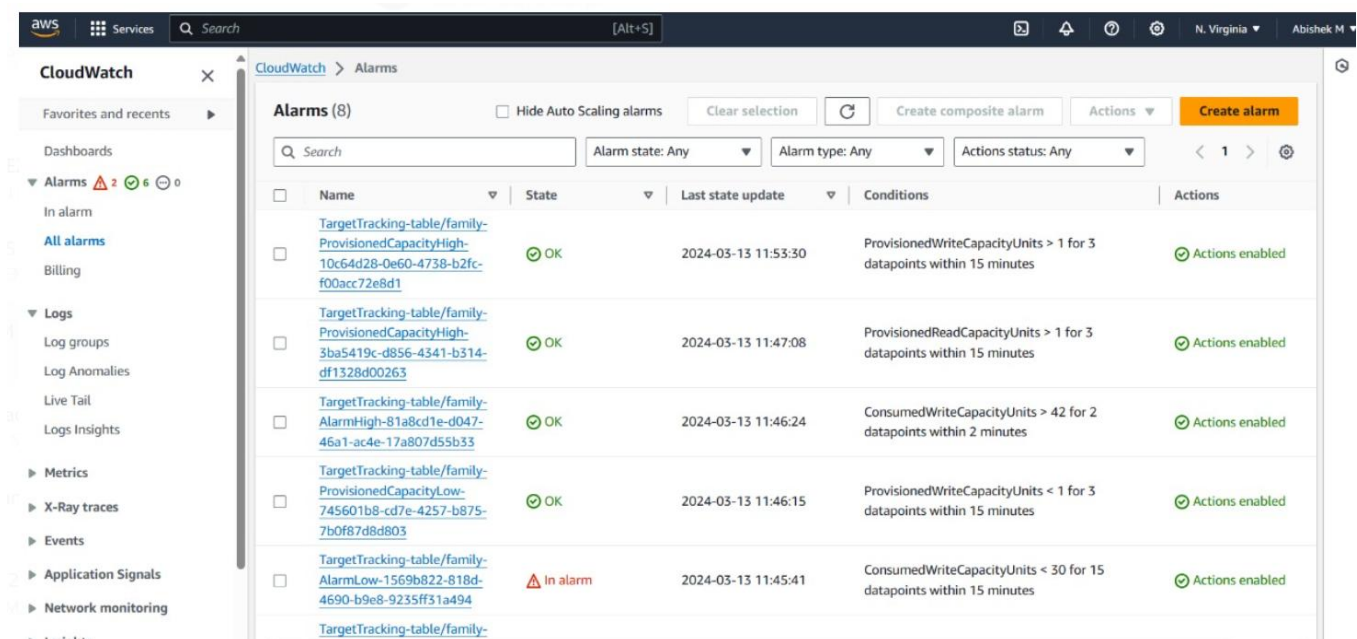 aws
Services
Search
[Alt+S]
N. Virginia
Abishek M
CloudWatch
Favorites and recents
Dashboards
Alarms 2 6 0
In alarm
All alarms
Billing
Logs
Log groups
Log Anomalies
Live Tail
Logs Insights
Metrics
X-Ray traces
Events
Application Signals
Network monitoring
CloudWatch > Alarms
Alarms (8)
Hide Auto Scaling alarms
Clear selection
Create composite alarm
Actions
Create alarm
Search
Alarm state: Any
Alarm type: Any
Actions status: Any
1
Name
State
Last state update
Conditions
Actions
TargetTracking-table/family-
ProvisionedCapacityHigh-
10c64d28-0e60-4738-b2fc-
f00acc72e8d1
OK
2024-03-13 11:53:30
ProvisionedWriteCapacityUnits > 1 for 3
datapoints within 15 minutes
Actions enabled
TargetTracking-table/family-
ProvisionedCapacityHigh-
3ba5419c-d856-4341-b314-
df1328d00263
OK
2024-03-13 11:47:08
ProvisionedReadCapacityUnits > 1 for 3
datapoints within 15 minutes
Actions enabled
TargetTracking-table/family-
AlarmHigh-81a8cd1e-d047-
46a1-ac4e-17a807d55b33
OK
2024-03-13 11:46:24
ConsumedWriteCapacityUnits > 42 for 2
datapoints within 2 minutes
Actions enabled
TargetTracking-table/family-
ProvisionedCapacityLow-
745601b8-cd7e-4257-b875-
7b0f87d8d803
OK
2024-03-13 11:46:15
ProvisionedWriteCapacityUnits < 1 for 3
datapoints within 15 minutes
Actions enabled
TargetTracking-table/family-
AlarmLow-1569b822-818d-
4690-b9e8-9235ff31a494
In alarm
2024-03-13 11:45:41
ConsumedWriteCapacityUnits < 30 for 15
datapoints within 15 minutes
Actions enabled
TargetTracking-table/family-